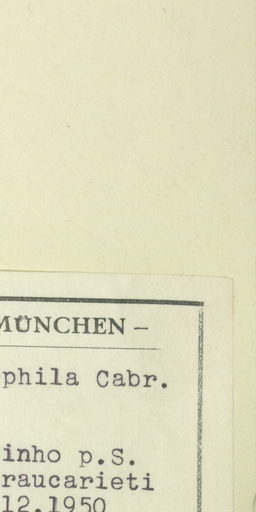 MÜNCHEN –
phila Cabr.
inho p.S.
raucarieti
12.1950